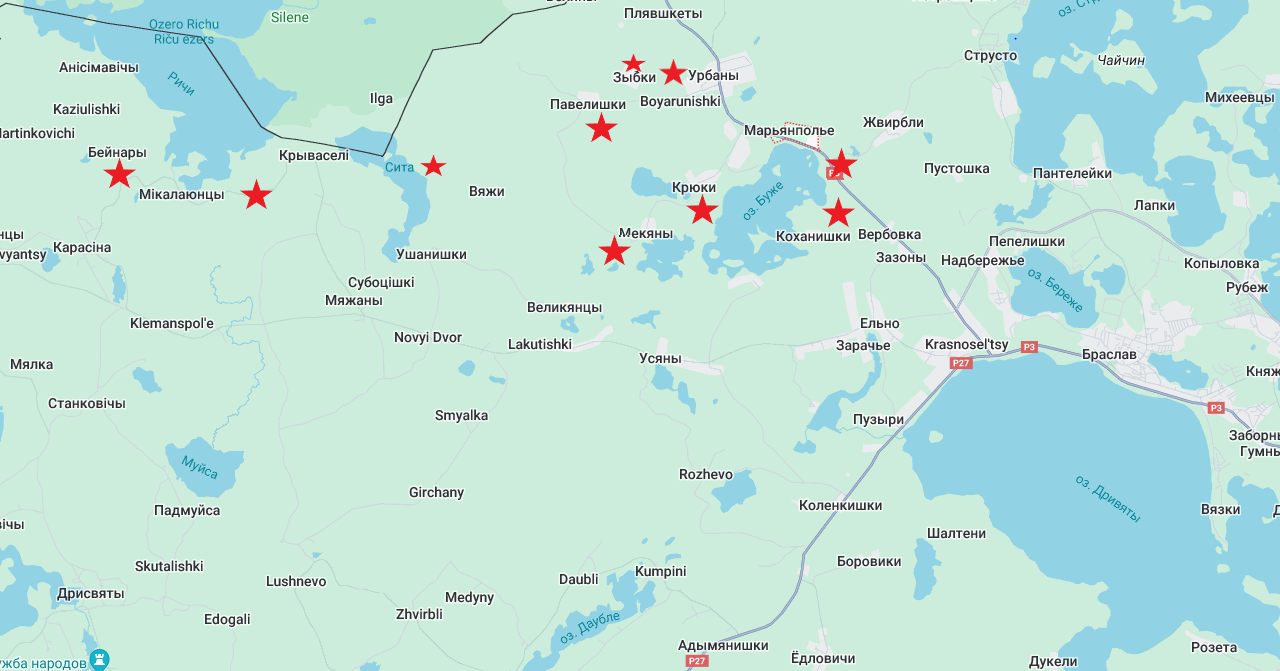 Плявшкеты
Silene
Ozero Richu
Riču ezers
Струсто
Чайчин
Анісімавічы
Ричи
Зыбки
Урбаны
Михеевцы
Ilga
Павелишки
Boyarunishki
Kaziulishki
Жвирбли
Марьянполье
Бейнары
Крываселі
Сита
Пустошка
Пантелейки
Мікалаюнцы
Вяжи
Крюки
оз. Буже
Лапки
Мекяны
Коханишки
Вербовка
Пепелишки
Карасіна
Ушанишки
Зазоны
Надбережье
Копыловка
Субоцішкі
оз. Береже
Рубеж
Мяжаны
Великянцы
Klemanspol'e
Ельно
Novyi Dvor
Lakutishki
Зарачье
Krasnosel'tsy
P3
Браслав
Усяны
P27
Мялка
Станковічы
P3
Smyalka
Пузыри
Муйса
Rozhevo
Girchany
оз. Дривяты
Коленкишки
Вязки
Падмуйса
Шалтени
Skutalishki
Боровики
Lushnevo
Daubli
Kumpini
Дрисвяты
Medyny
Zhvirbli
Edogali
оз. Даубле
Адымянишки
Розета
P27
Ёдловичи
Дукели